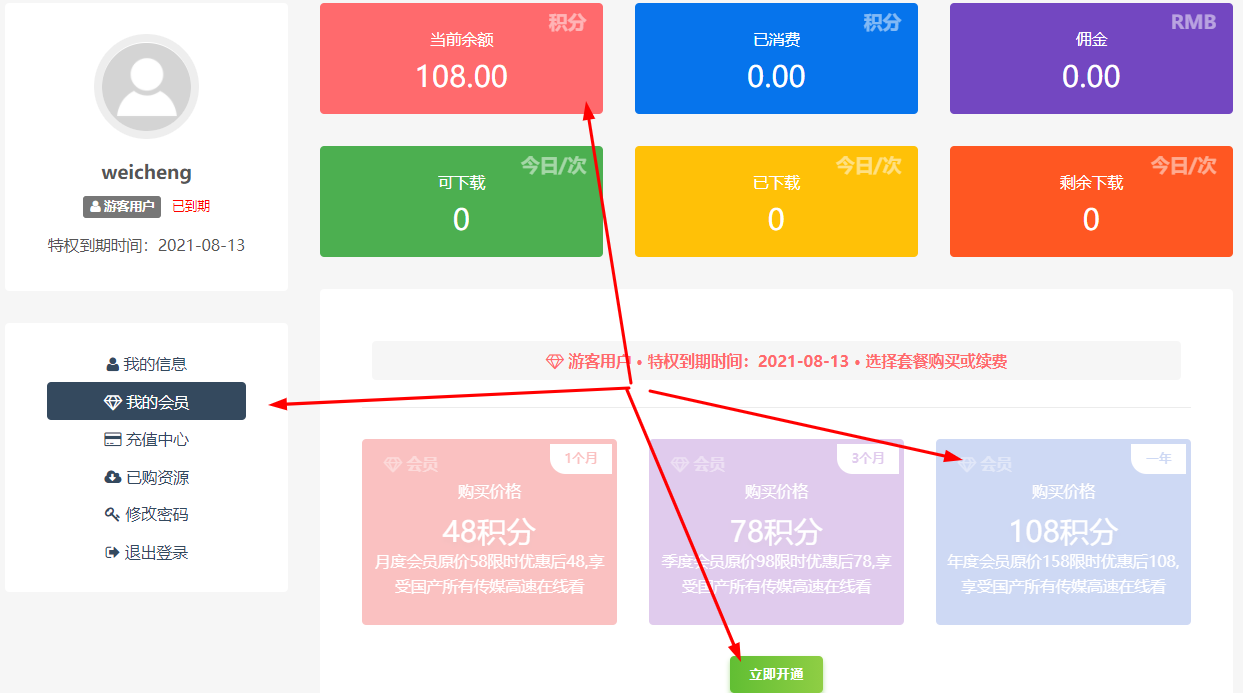 weicheng
游客用户 已到期
特权到期时间：2021-08-13
我的信息
我的会员
充值中心
已购资源
修改密码
退出登录
积分
当前余额
108.00
积分
已消费
0.00
RMB
佣金
0.00
今日/次
可下载
0
今日/次
已下载
0
今日/次
剩余下载
0
游客用户 • 特权到期时间：2021-08-13 • 选择套餐购买或续费
会员 1个月
购买价格
48积分
月度会员原价58限时优惠后48,享
受国产所有传媒高速在线看
会员 3个月
购买价格
78积分
季度会员原价98限时优惠后78,享
受国产所有传媒高速在线看
会员 一年
购买价格
108积分
年度会员原价158限时优惠后108,
享受国产所有传媒高速在线看
立即开通